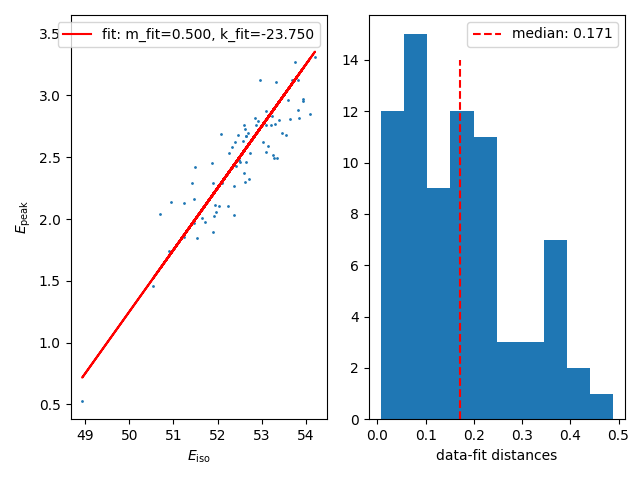 fit: m_fit=0.500, k_fit=-23.750
3.5
3.0
2.5
2.0
1.5
1.0
0.5
E_peak
49 50 51 52 53 54
E_iso
median: 0.171
14
12
10
8
6
4
2
0
0.0 0.1 0.2 0.3 0.4 0.5
data-fit distances